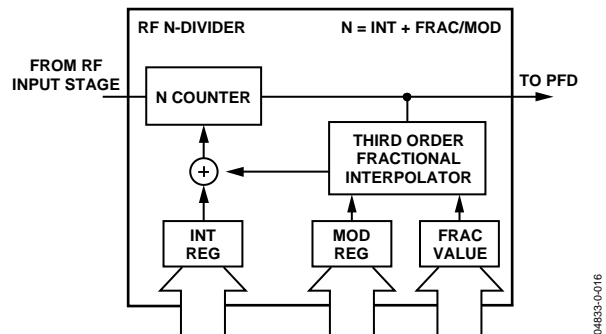 RF N-DIVIDER
N = INT + FRAC/MOD
FROM RF
INPUT STAGE
N COUNTER
TO PFD
THIRD ORDER
FRACTIONAL
INTERPOLATOR
+
INT
REG
MOD
REG
FRAC
VALUE
04833-0-016